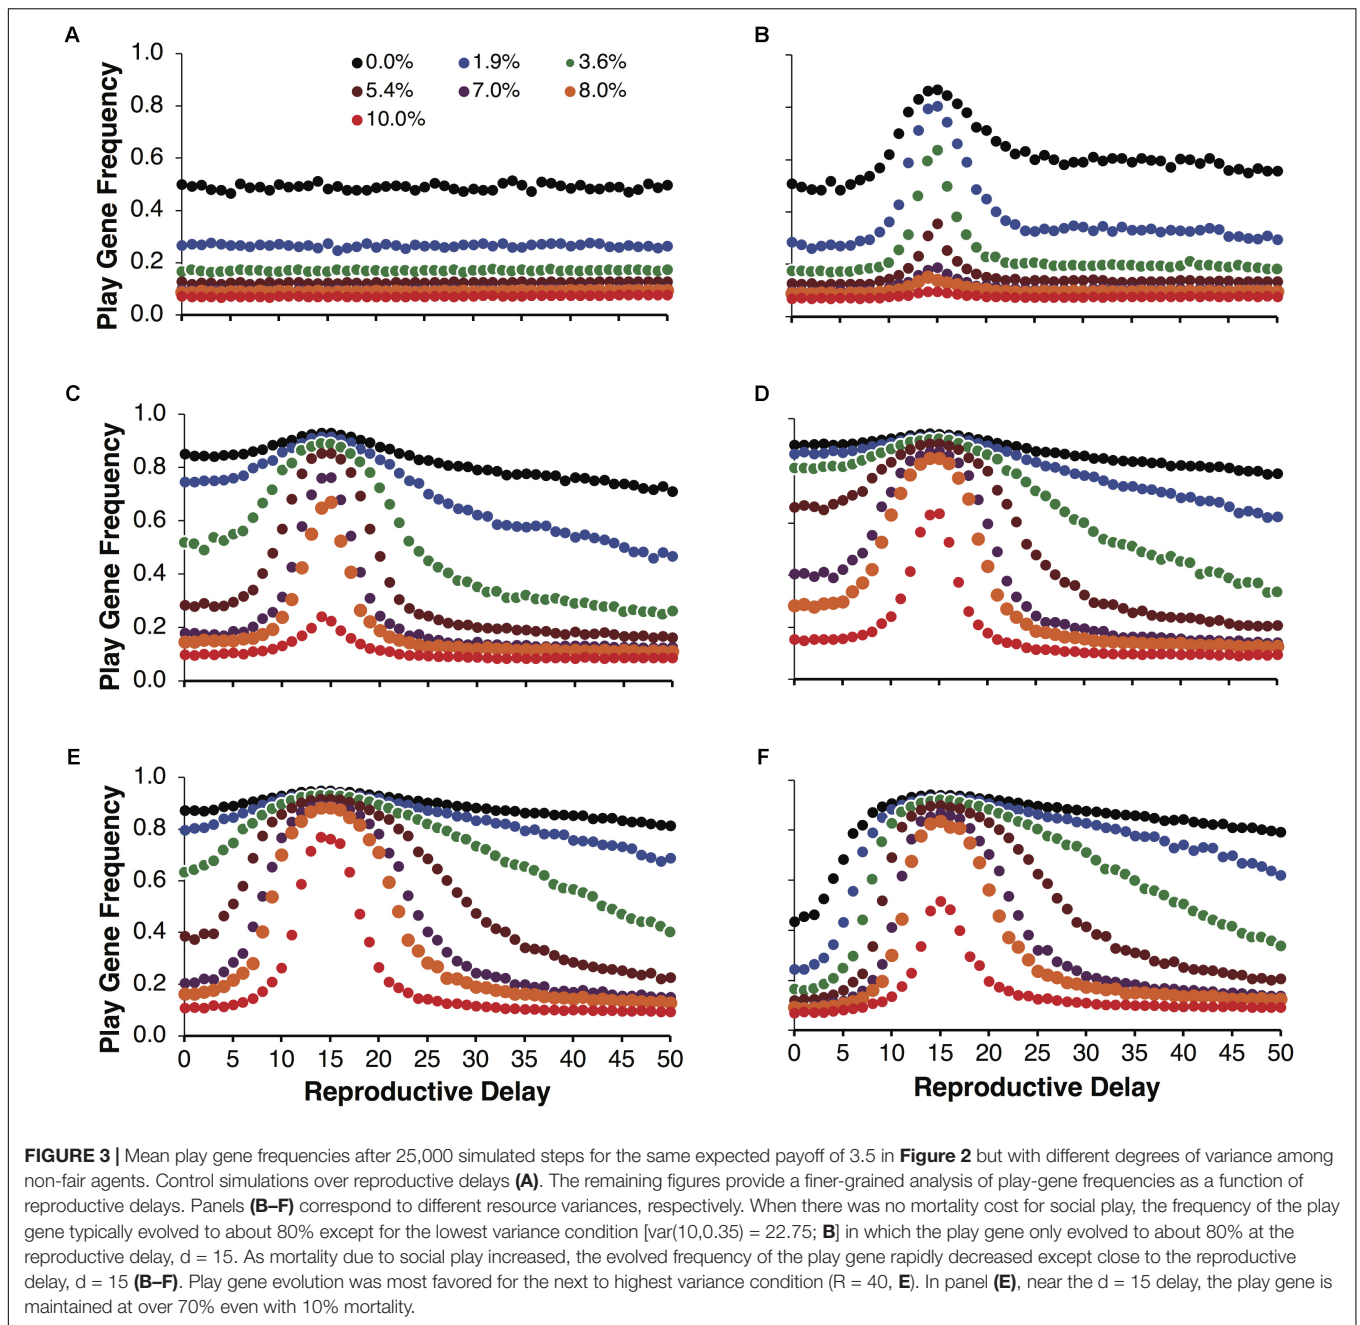 A
B
1.0
0.8
0.6
0.4
0.2
0.0
Play Gene Frequency
0.0% 1.9% 3.6%
5.4% 7.0% 8.0%
10.0%
C
D
1.0
0.8
0.6
0.4
0.2
0.0
Play Gene Frequency
E
F
1.0
0.8
0.6
0.4
0.2
0.0
Play Gene Frequency
0 5 10 15 20 25 30 35 40 45 50
Reproductive Delay
0 5 10 15 20 25 30 35 40 45 50
Reproductive Delay
FIGURE 3 | Mean play gene frequencies after 25,000 simulated steps for the same expected payoff of 3.5 in Figure 2 but with different degrees of variance among
non-fair agents. Control simulations over reproductive delays (A). The remaining figures provide a finer-grained analysis of play-gene frequencies as a function of
reproductive delays. Panels (B–F) correspond to different resource variances, respectively. When there was no mortality cost for social play, the frequency of the play
gene typically evolved to about 80% except for the lowest variance condition [var(10,0.35) = 22.75; B] in which the play gene only evolved to about 80% at the
reproductive delay, d = 15. As mortality due to social play increased, the evolved frequency of the play gene rapidly decreased except close to the reproductive
delay, d = 15 (B–F). Play gene evolution was most favored for the next to highest variance condition (R = 40, E). In panel (E), near the d = 15 delay, the play gene is
maintained at over 70% even with 10% mortality.